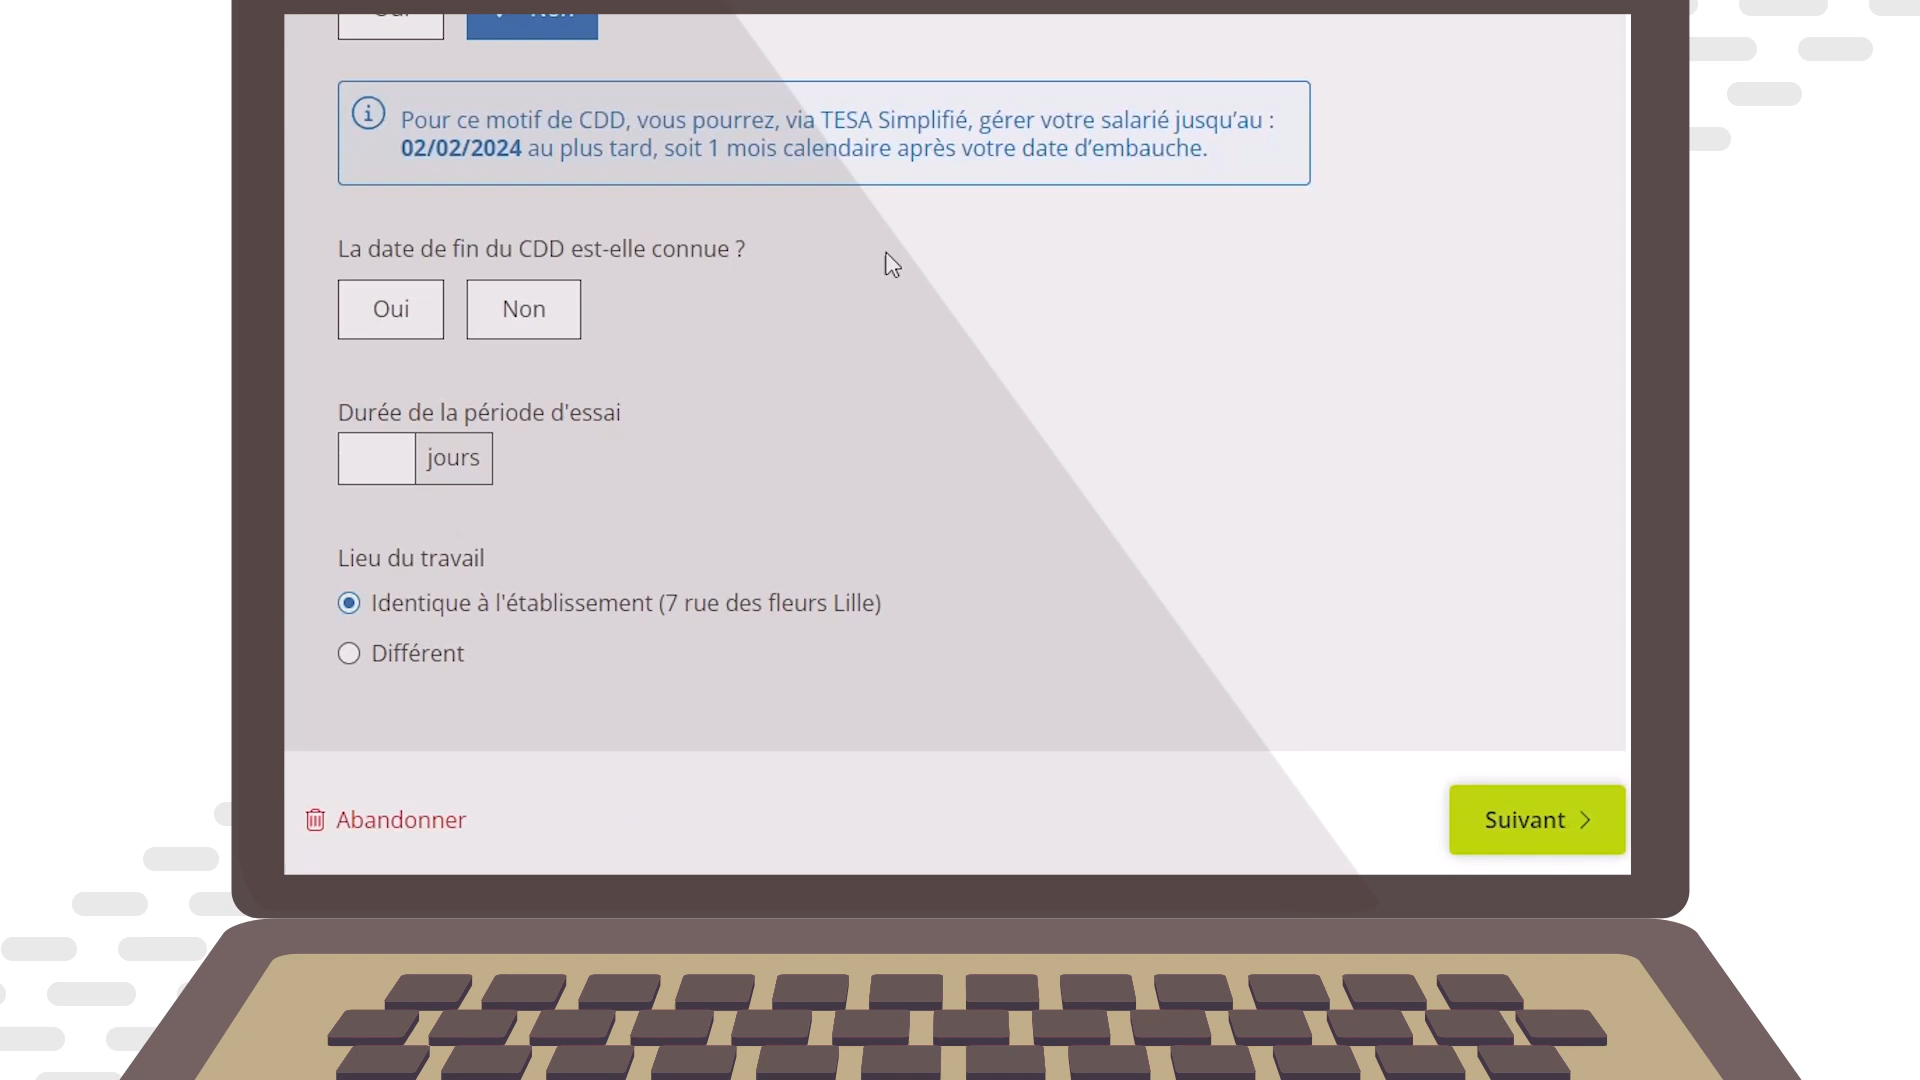 Pour ce motif de CDD, vous pourrez, via TESA Simplifié, gérer votre salarié jusqu’au :
02/02/2024 au plus tard, soit 1 mois calendaire après votre date d’embauche.
La date de fin du CDD est-elle connue ?
Oui Non
Durée de la période d'essai
jours
Lieu du travail
Identique à l'établissement (7 rue des fleurs Lille)
Différent
Abandonner Suivant